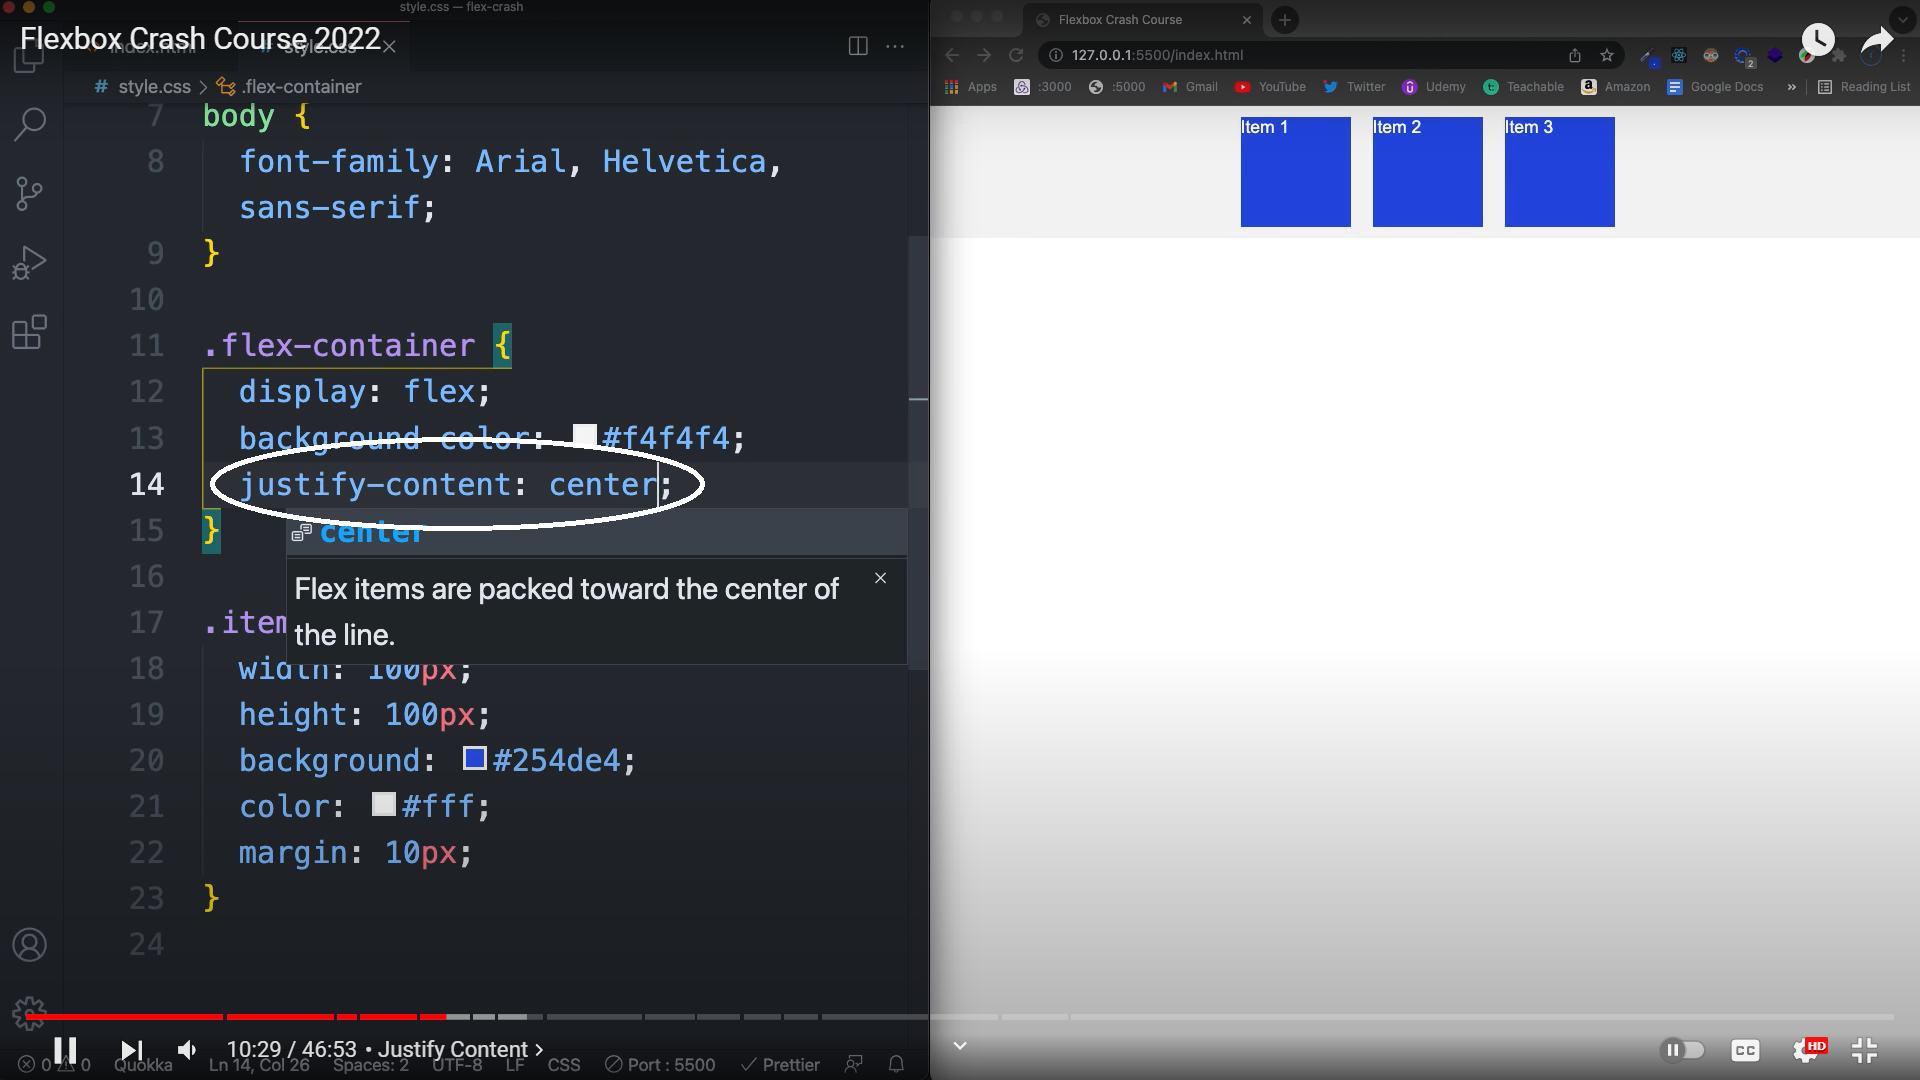 style.css — flex-crash
Flexbox Crash Course 2022
index.html
style.css
# style.css > .flex-container
7 body {
8 font-family: Arial, Helvetica,
sans-serif;
9 }
10
11 .flex-container {
12 display: flex;
13 background-color: #f4f4f4;
14 justify-content: center;
15 }
center
16
Flex items are packed toward the center of
the line.
17 .item
18 width: 100px;
19 height: 100px;
20 background: #254de4;
21 color: #fff;
22 margin: 10px;
23 }
24
10:29 / 46:53 • Justify Content >
0 0 Quokka Ln 14, Col 26 Spaces: 2 UTF-8 LF CSS Port : 5500 Prettier
Flexbox Crash Course
127.0.0.1:5500/index.html
2
Apps :3000 :5000 Gmail YouTube Twitter Udemy Teachable Amazon Google Docs » Reading List
Item 1 Item 2 Item 3
CC HD